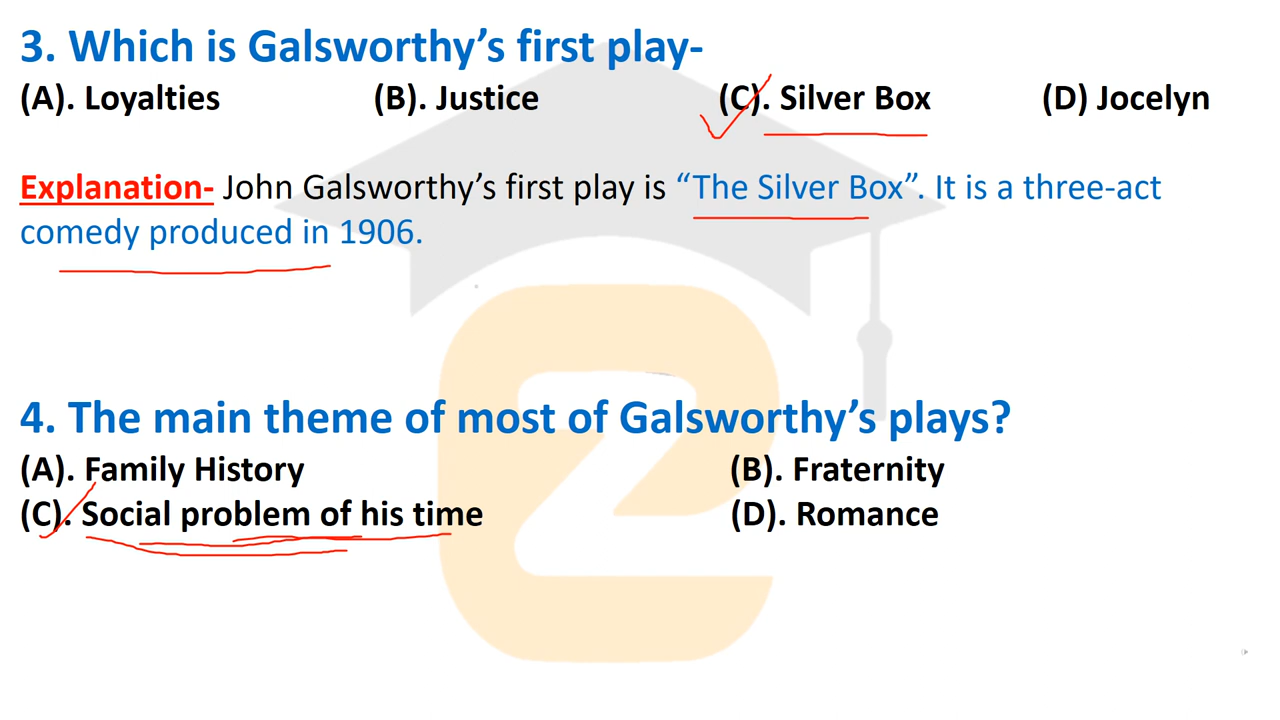 3. Which is Galsworthy’s first play-
(A). Loyalties (B). Justice (C). Silver Box (D) Jocelyn
Explanation- John Galsworthy’s first play is “The Silver Box”. It is a three-act
comedy produced in 1906.
4. The main theme of most of Galsworthy’s plays?
(A). Family History (B). Fraternity
(C). Social problem of his time (D). Romance